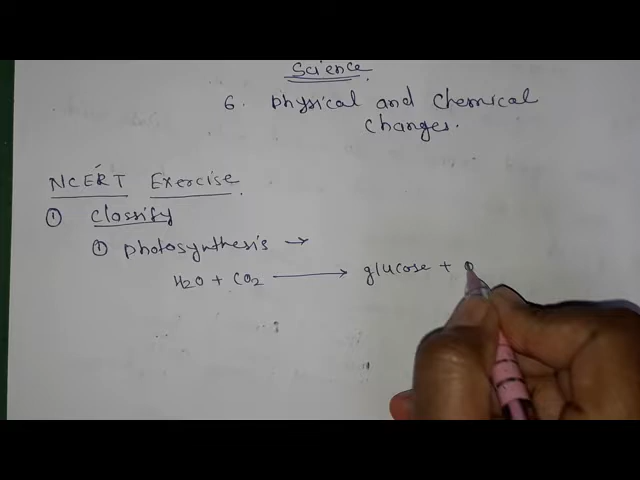 Science.
6. Physical and Chemical
Changes.
NCERT Exercise.
① Classify
① Photosynthesis →
H2O + CO2 → glucose + O